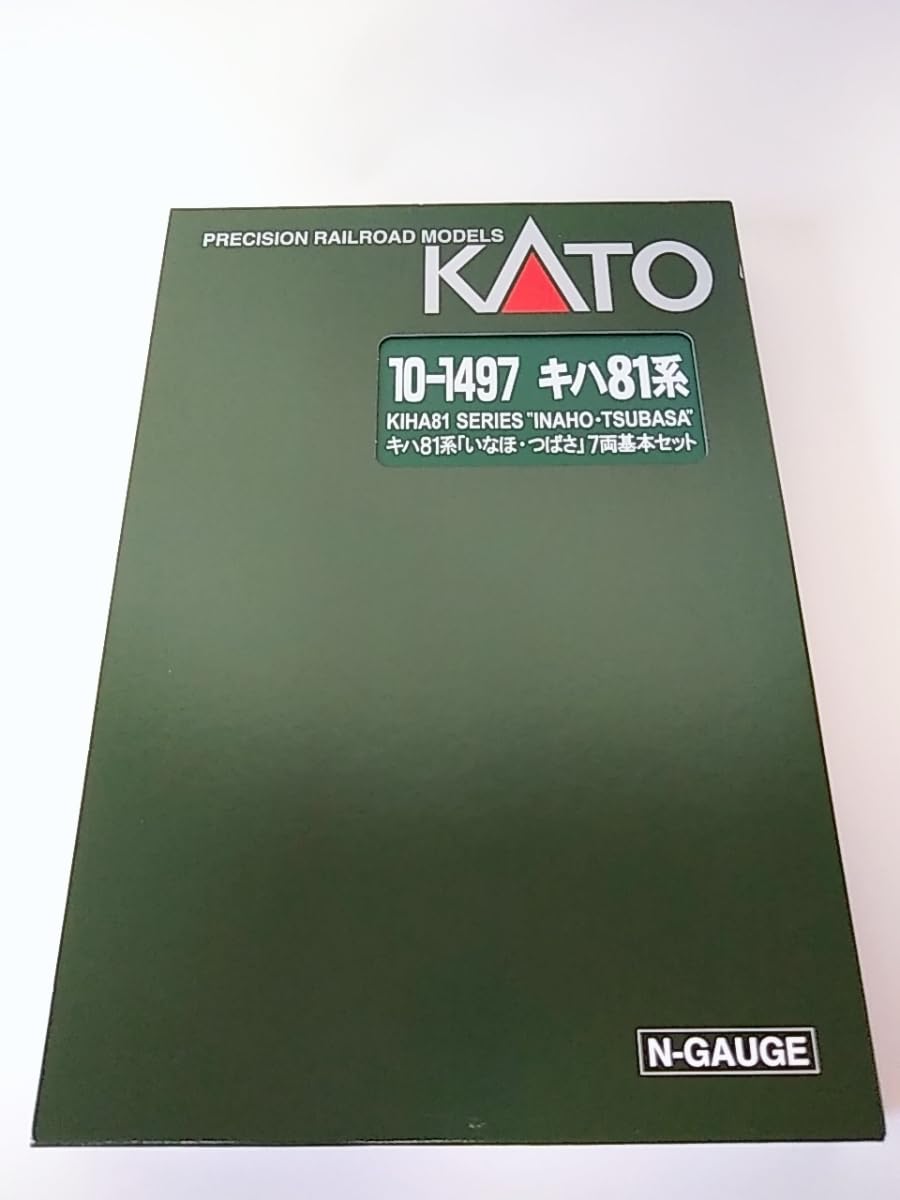 PRECISION RAILROAD MODELS
KATO
10-1497 キハ81系
KIHA81 SERIES "INAHO・TSUBASA"
キハ81系「いなほ・つばさ」7両基本セット
N-GAUGE